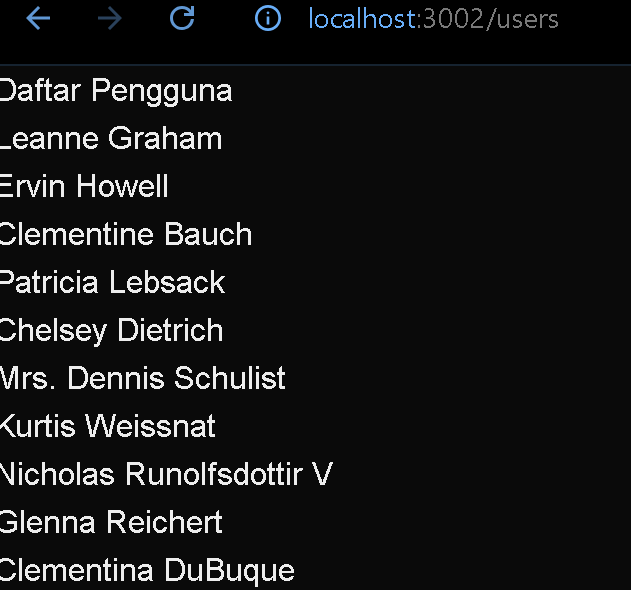 localhost:3002/users
Daftar Pengguna
Leanne Graham
Ervin Howell
Clementine Bauch
Patricia Lebsack
Chelsey Dietrich
Mrs. Dennis Schulist
Kurtis Weissnat
Nicholas Runolfsdottir V
Glenna Reichert
Clementina DuBuque